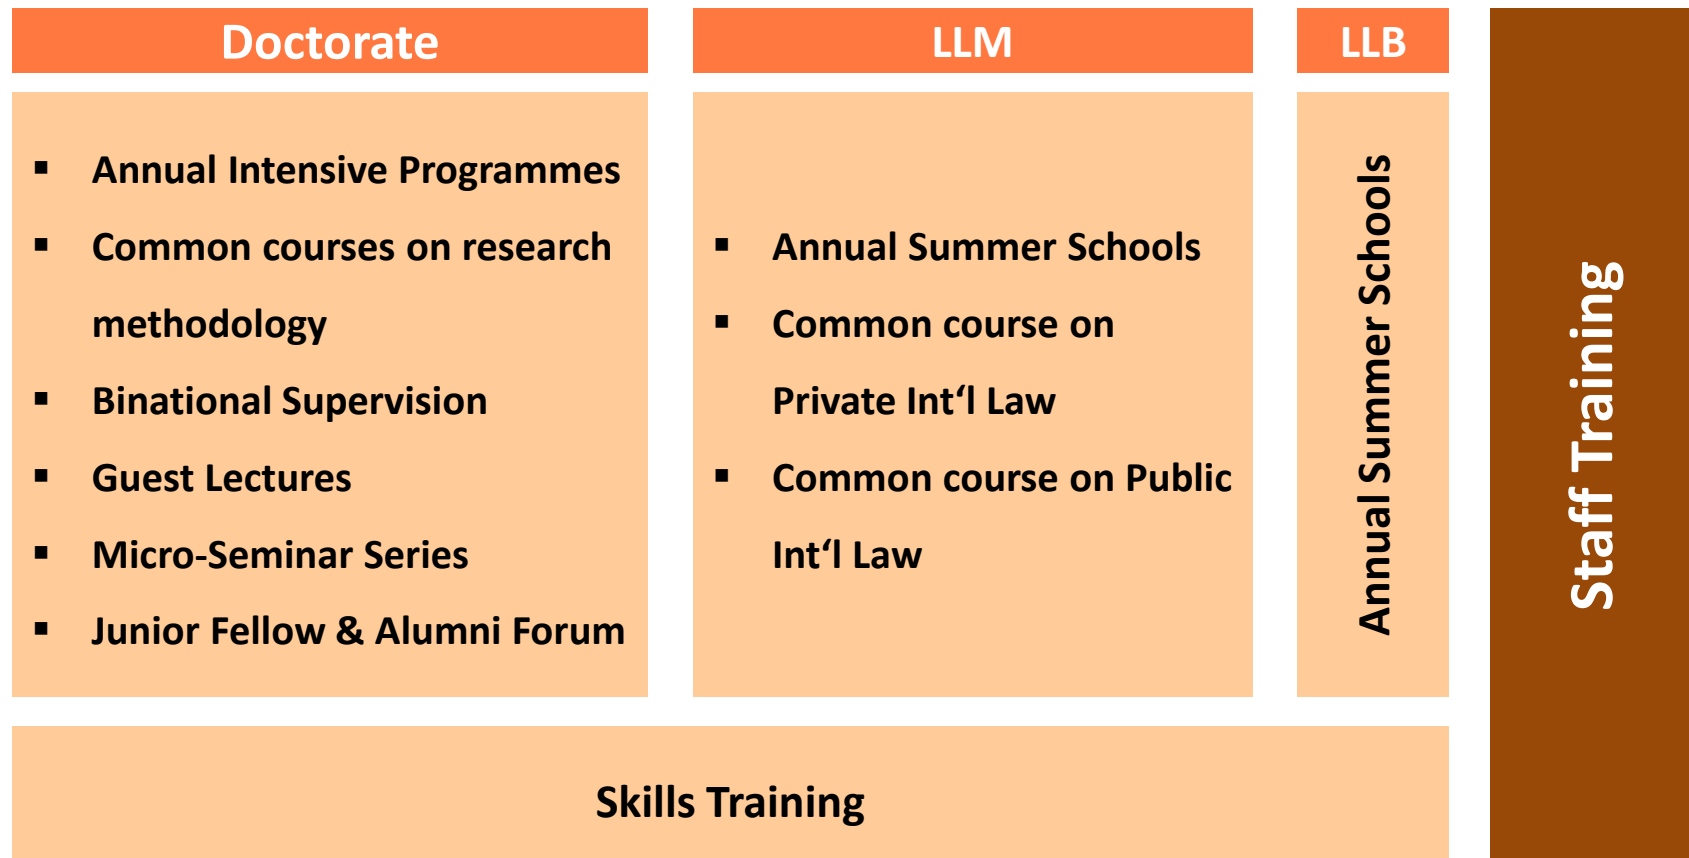 Doctorate
▪ Annual Intensive Programmes
▪ Common courses on research
methodology
▪ Binational Supervision
▪ Guest Lectures
▪ Micro-Seminar Series
▪ Junior Fellow & Alumni Forum
LLM
▪ Annual Summer Schools
▪ Common course on
Private Int‘l Law
▪ Common course on Public
Int‘l Law
LLB
Annual Summer Schools
Staff Training
Skills Training